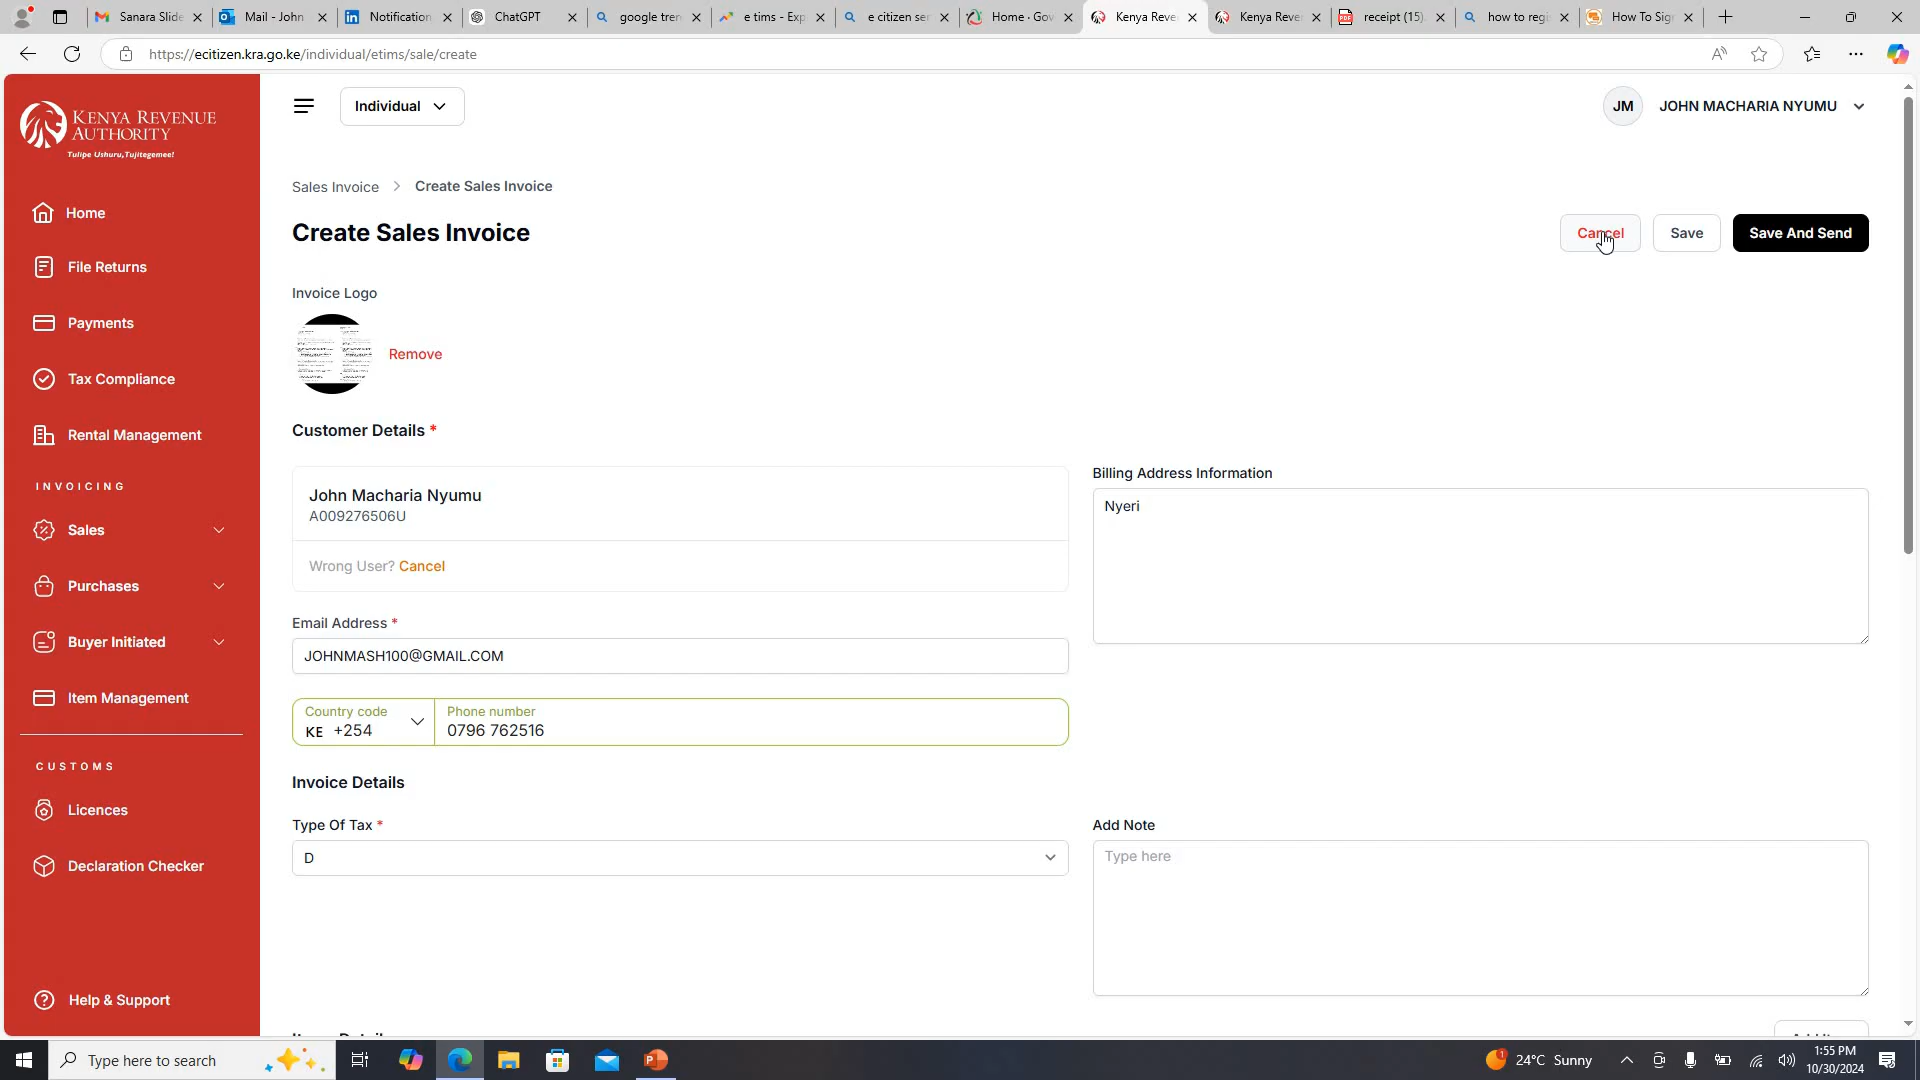 Sanara Slide
Mail - John
Notification
ChatGPT
google tren
e tims - Exp
e citizen ser
Home - Gov
Kenya Reve
Kenya Reve
receipt (15).
how to regi
How To Sig
https://ecitizen.kra.go.ke/individual/etims/sale/create
KENYA REVENUE
AUTHORITY
Tulipe Ushuru,Tujitegemee!
Individual
JM
JOHN MACHARIA NYUMU
Home
File Returns
Payments
Tax Compliance
Rental Management
INVOICING
Sales
Purchases
Buyer Initiated
Item Management
CUSTOMS
Licences
Declaration Checker
Help & Support
Sales Invoice > Create Sales Invoice
Create Sales Invoice
Cancel
Save
Save And Send
Invoice Logo
Remove
Customer Details *
John Macharia Nyumu
A009276506U
Wrong User? Cancel
Billing Address Information
Nyeri
Email Address *
JOHNMASH100@GMAIL.COM
Country code
KE +254
Phone number
0796 762516
Invoice Details
Type Of Tax *
D
Add Note
Type here
Type here to search
24°C Sunny
1:55 PM
10/30/2024